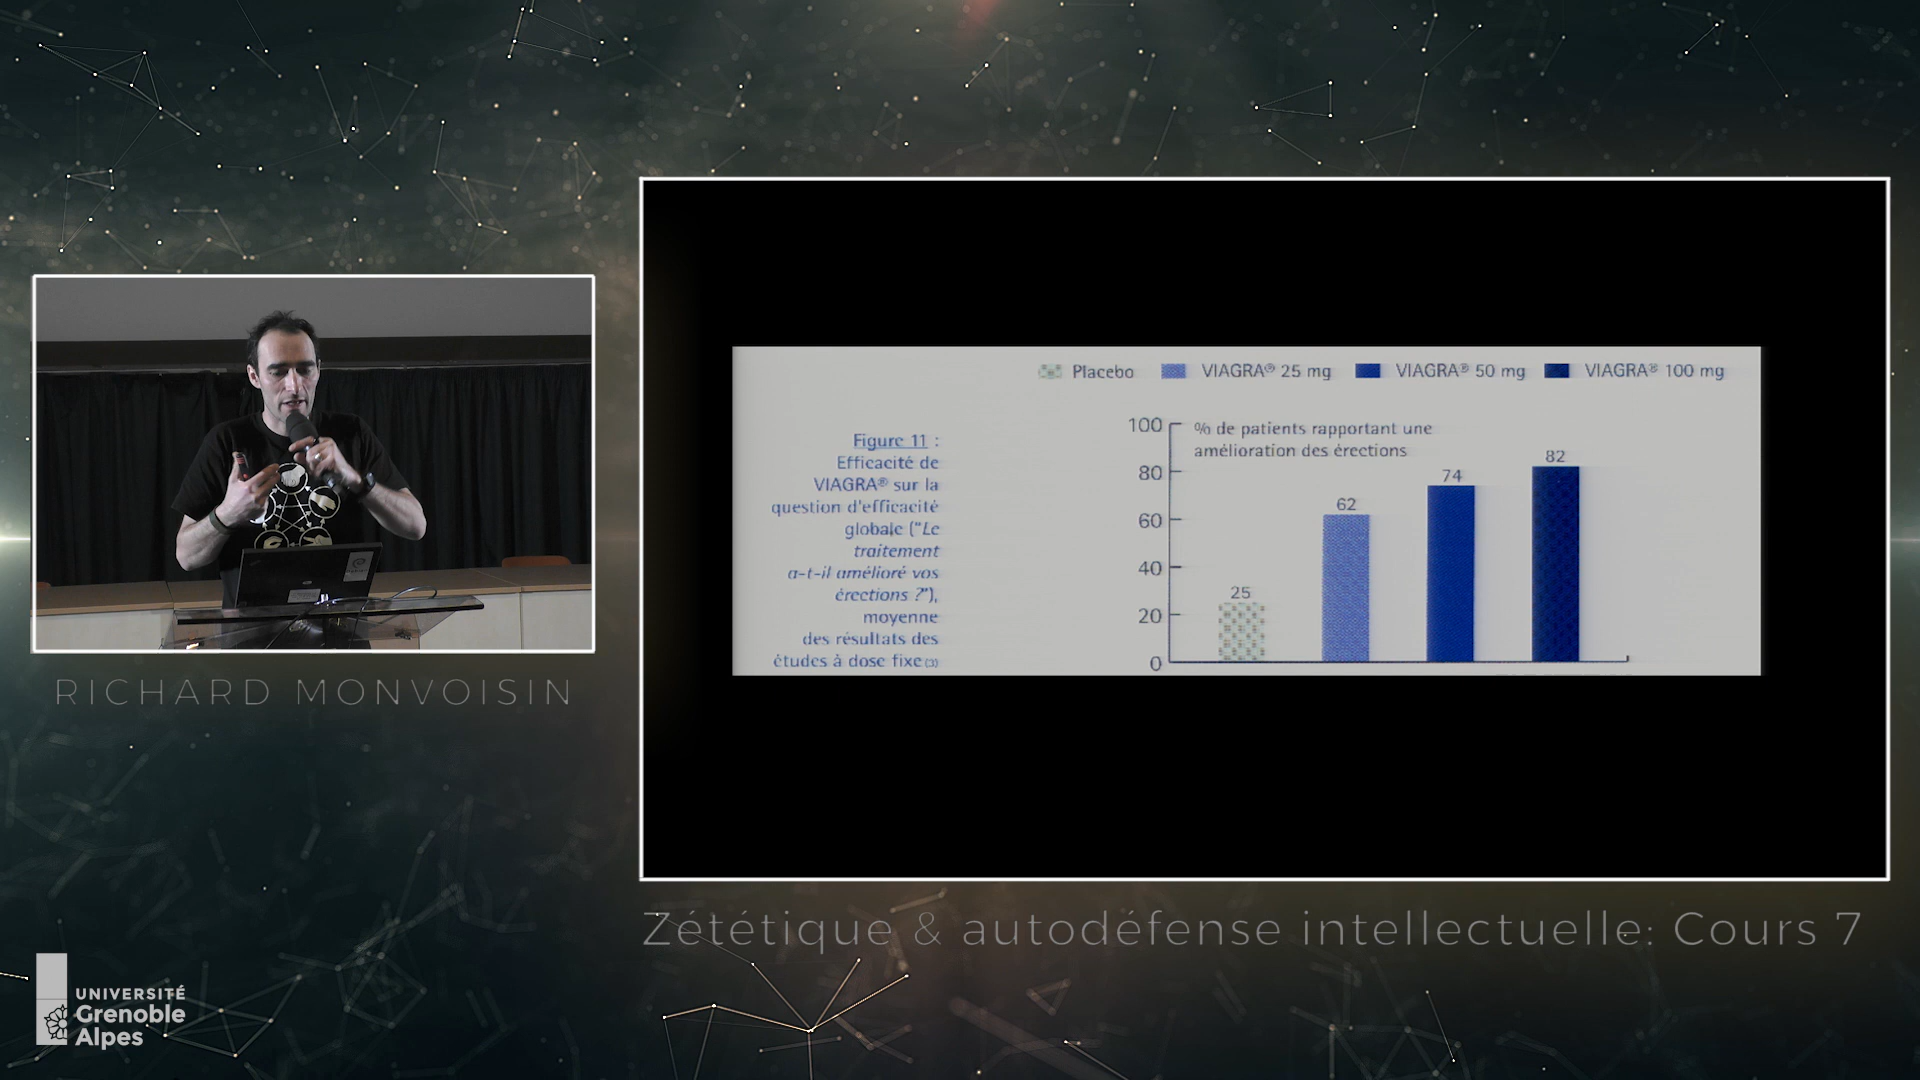 Placebo
VIAGRA® 25 mg
VIAGRA® 50 mg
VIAGRA® 100 mg
Figure 11 :
Efficacité de
VIAGRA® sur la
question d'efficacité
globale ("Le
traitement
a-t-il amélioré vos
érections ?"),
moyenne
des résultats des
études à dose fixe (3)
% de patients rapportant une
amélioration des érections
100
80
60
40
20
0
25
62
74
82
RICHARD MONVOISIN
Zététique & autodéfense intellectuelle: Cours 7
UNIVERSITÉ
Grenoble
Alpes